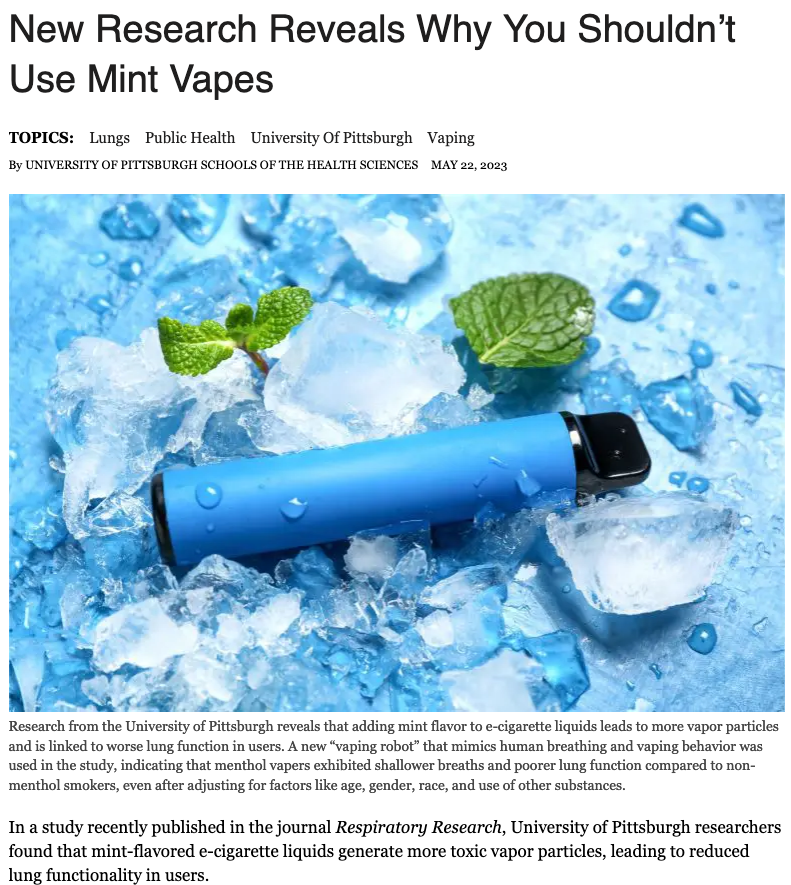 New Research Reveals Why You Shouldn’t
Use Mint Vapes
TOPICS: Lungs Public Health University Of Pittsburgh Vaping
By UNIVERSITY OF PITTSBURGH SCHOOLS OF THE HEALTH SCIENCES MAY 22, 2023
Research from the University of Pittsburgh reveals that adding mint flavor to e-cigarette liquids leads to more vapor particles
and is linked to worse lung function in users. A new “vaping robot” that mimics human breathing and vaping behavior was
used in the study, indicating that menthol vapers exhibited shallower breaths and poorer lung function compared to non-
menthol smokers, even after adjusting for factors like age, gender, race, and use of other substances.
In a study recently published in the journal Respiratory Research, University of Pittsburgh researchers
found that mint-flavored e-cigarette liquids generate more toxic vapor particles, leading to reduced
lung functionality in users.